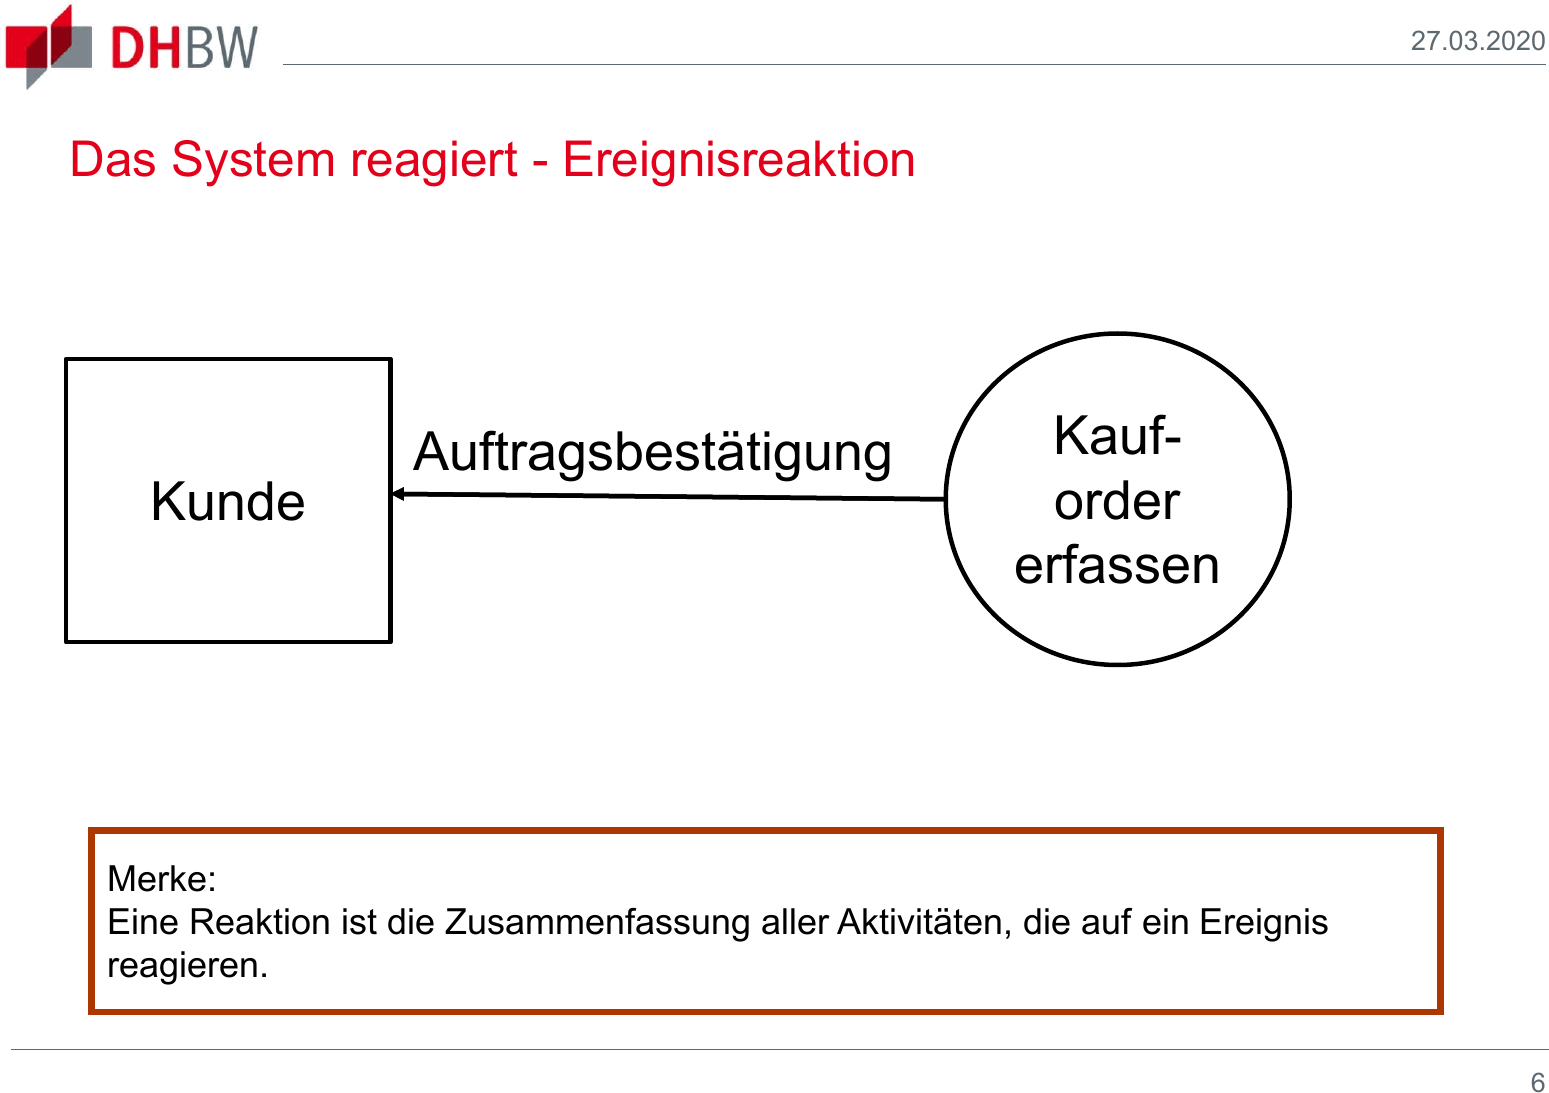 DHBW
27.03.2020
Das System reagiert - Ereignisreaktion
Kunde
Auftragsbestätigung
Kauf-
order
erfassen
Merke:
Eine Reaktion ist die Zusammenfassung aller Aktivitäten, die auf ein Ereignis
reagieren.
6